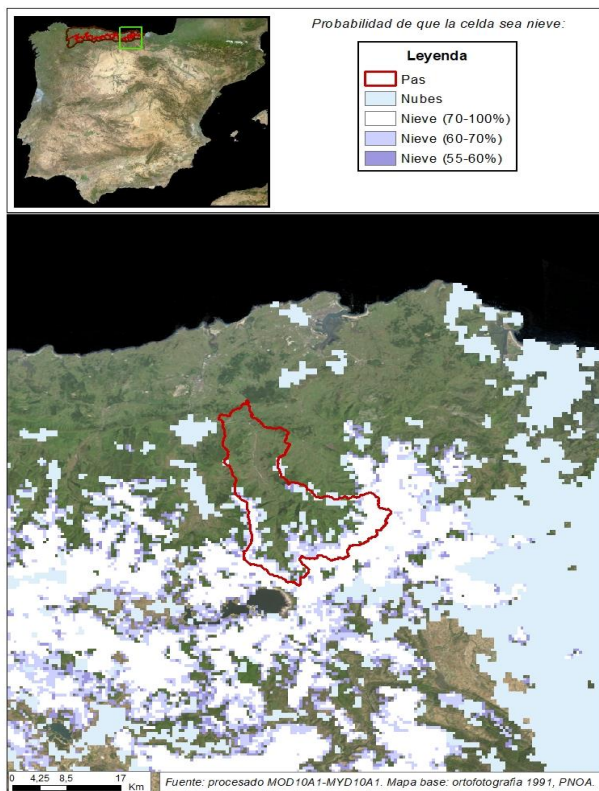 Probabilidad de que la celda sea nieve:
Leyenda
Pas
Nubes
Nieve (70-100%)
Nieve (60-70%)
Nieve (55-60%)
0 4,25 8,5 17
Km
Fuente: procesado MOD10A1-MYD10A1. Mapa base: ortofotografia 1991, PNOA.